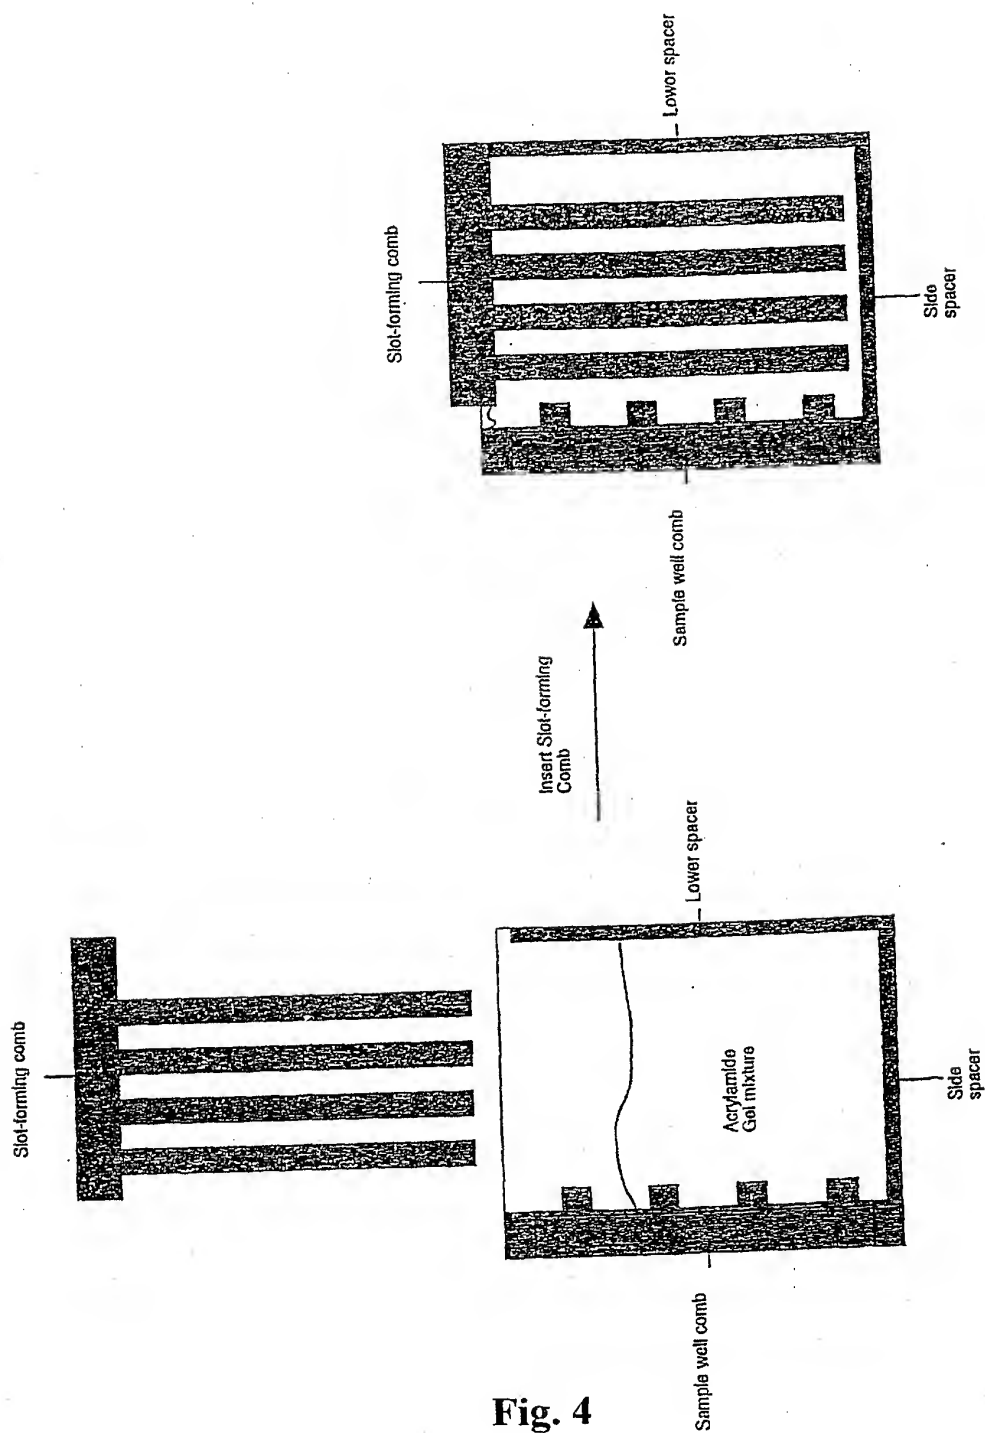 Slot-forming comb
Lower spacer
Acrylamide
Gel mixture
Side
spacer
Sample well comb
Insert Slot-forming
Comb
Slot-forming comb
Lowor spacer
Side
spacer
Sample well comb
Fig. 4